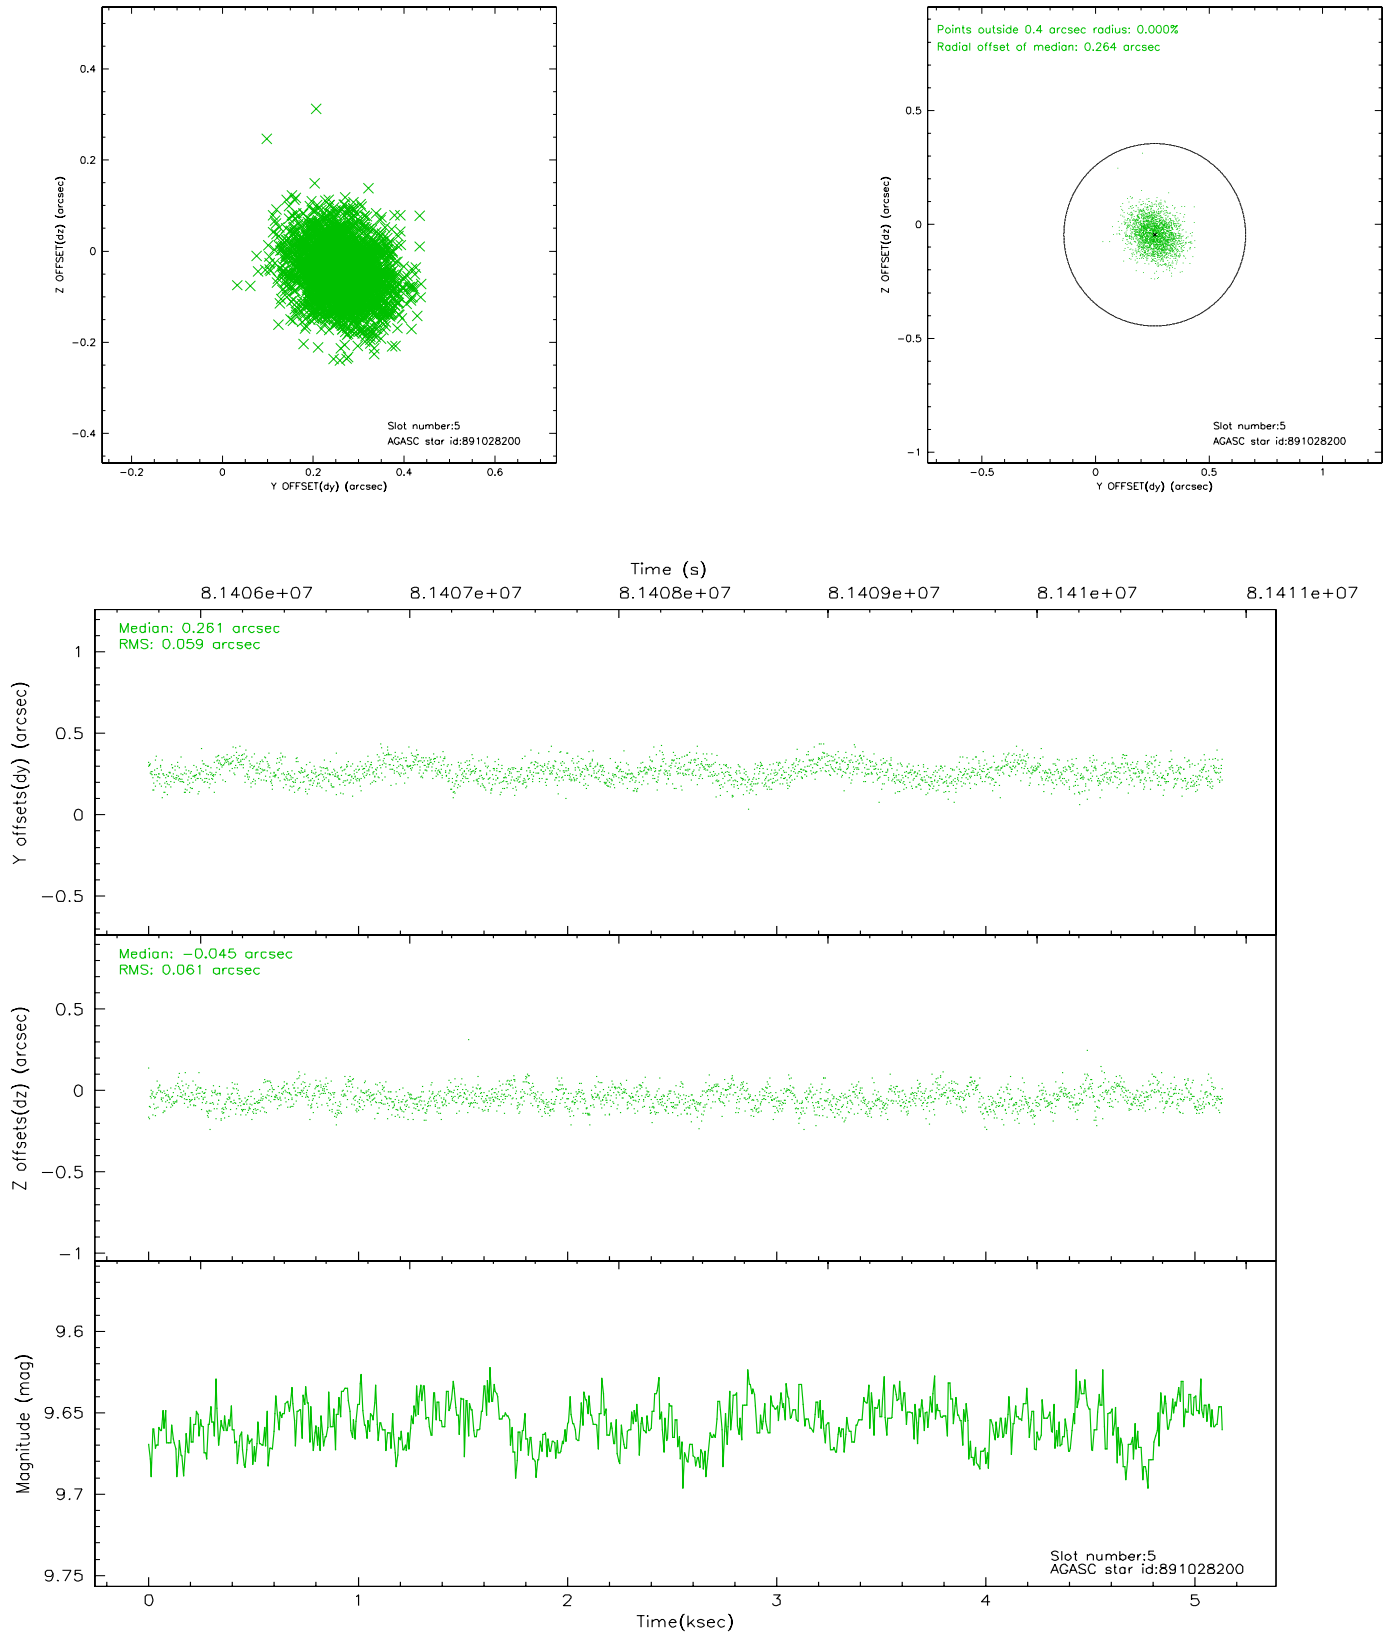 0.4
0.2
0
−0.2
−0.4
Z OFFSET(dz) (arcsec)
Slot number:5
AGASC star id:891028200
−0.2 0 0.2 0.4 0.6
Y OFFSET(dy) (arcsec)
Points outside 0.4 arcsec radius: 0.000%
Radial offset of median: 0.264 arcsec
0.5
0
−0.5
−1
Z OFFSET(dz) (arcsec)
Slot number:5
AGASC star id:891028200
−0.5 0 0.5 1
Y OFFSET(dy) (arcsec)
Time (s)
8.1406e+07 8.1407e+07 8.1408e+07 8.1409e+07 8.141e+07 8.1411e+07
Median: 0.261 arcsec
RMS: 0.059 arcsec
1
0.5
0
−0.5
Y offsets(dy) (arcsec)
Median: −0.045 arcsec
RMS: 0.061 arcsec
0.5
0
−0.5
−1
Z offsets(dz) (arcsec)
9.6
9.65
9.7
9.75
Magnitude (mag)
Slot number:5
AGASC star id:891028200
0 1 2 3 4 5
Time(ksec)